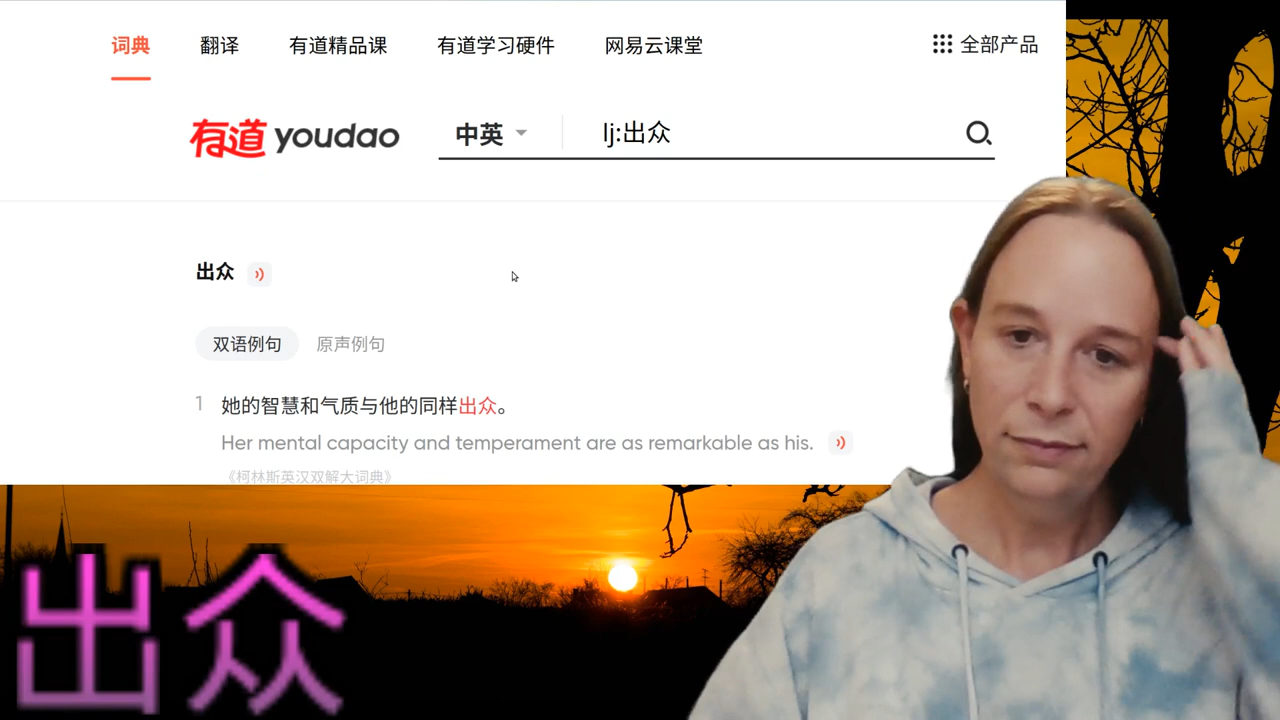 词典 翻译 有道精品课 有道学习硬件 网易云课堂 全部产品
有道 youdao 中英 lj:出众
出众
双语例句 原声例句
1 她的智慧和气质与他的同样出众。
Her mental capacity and temperament are as remarkable as his.
《柯林斯英汉双解大词典》
出众